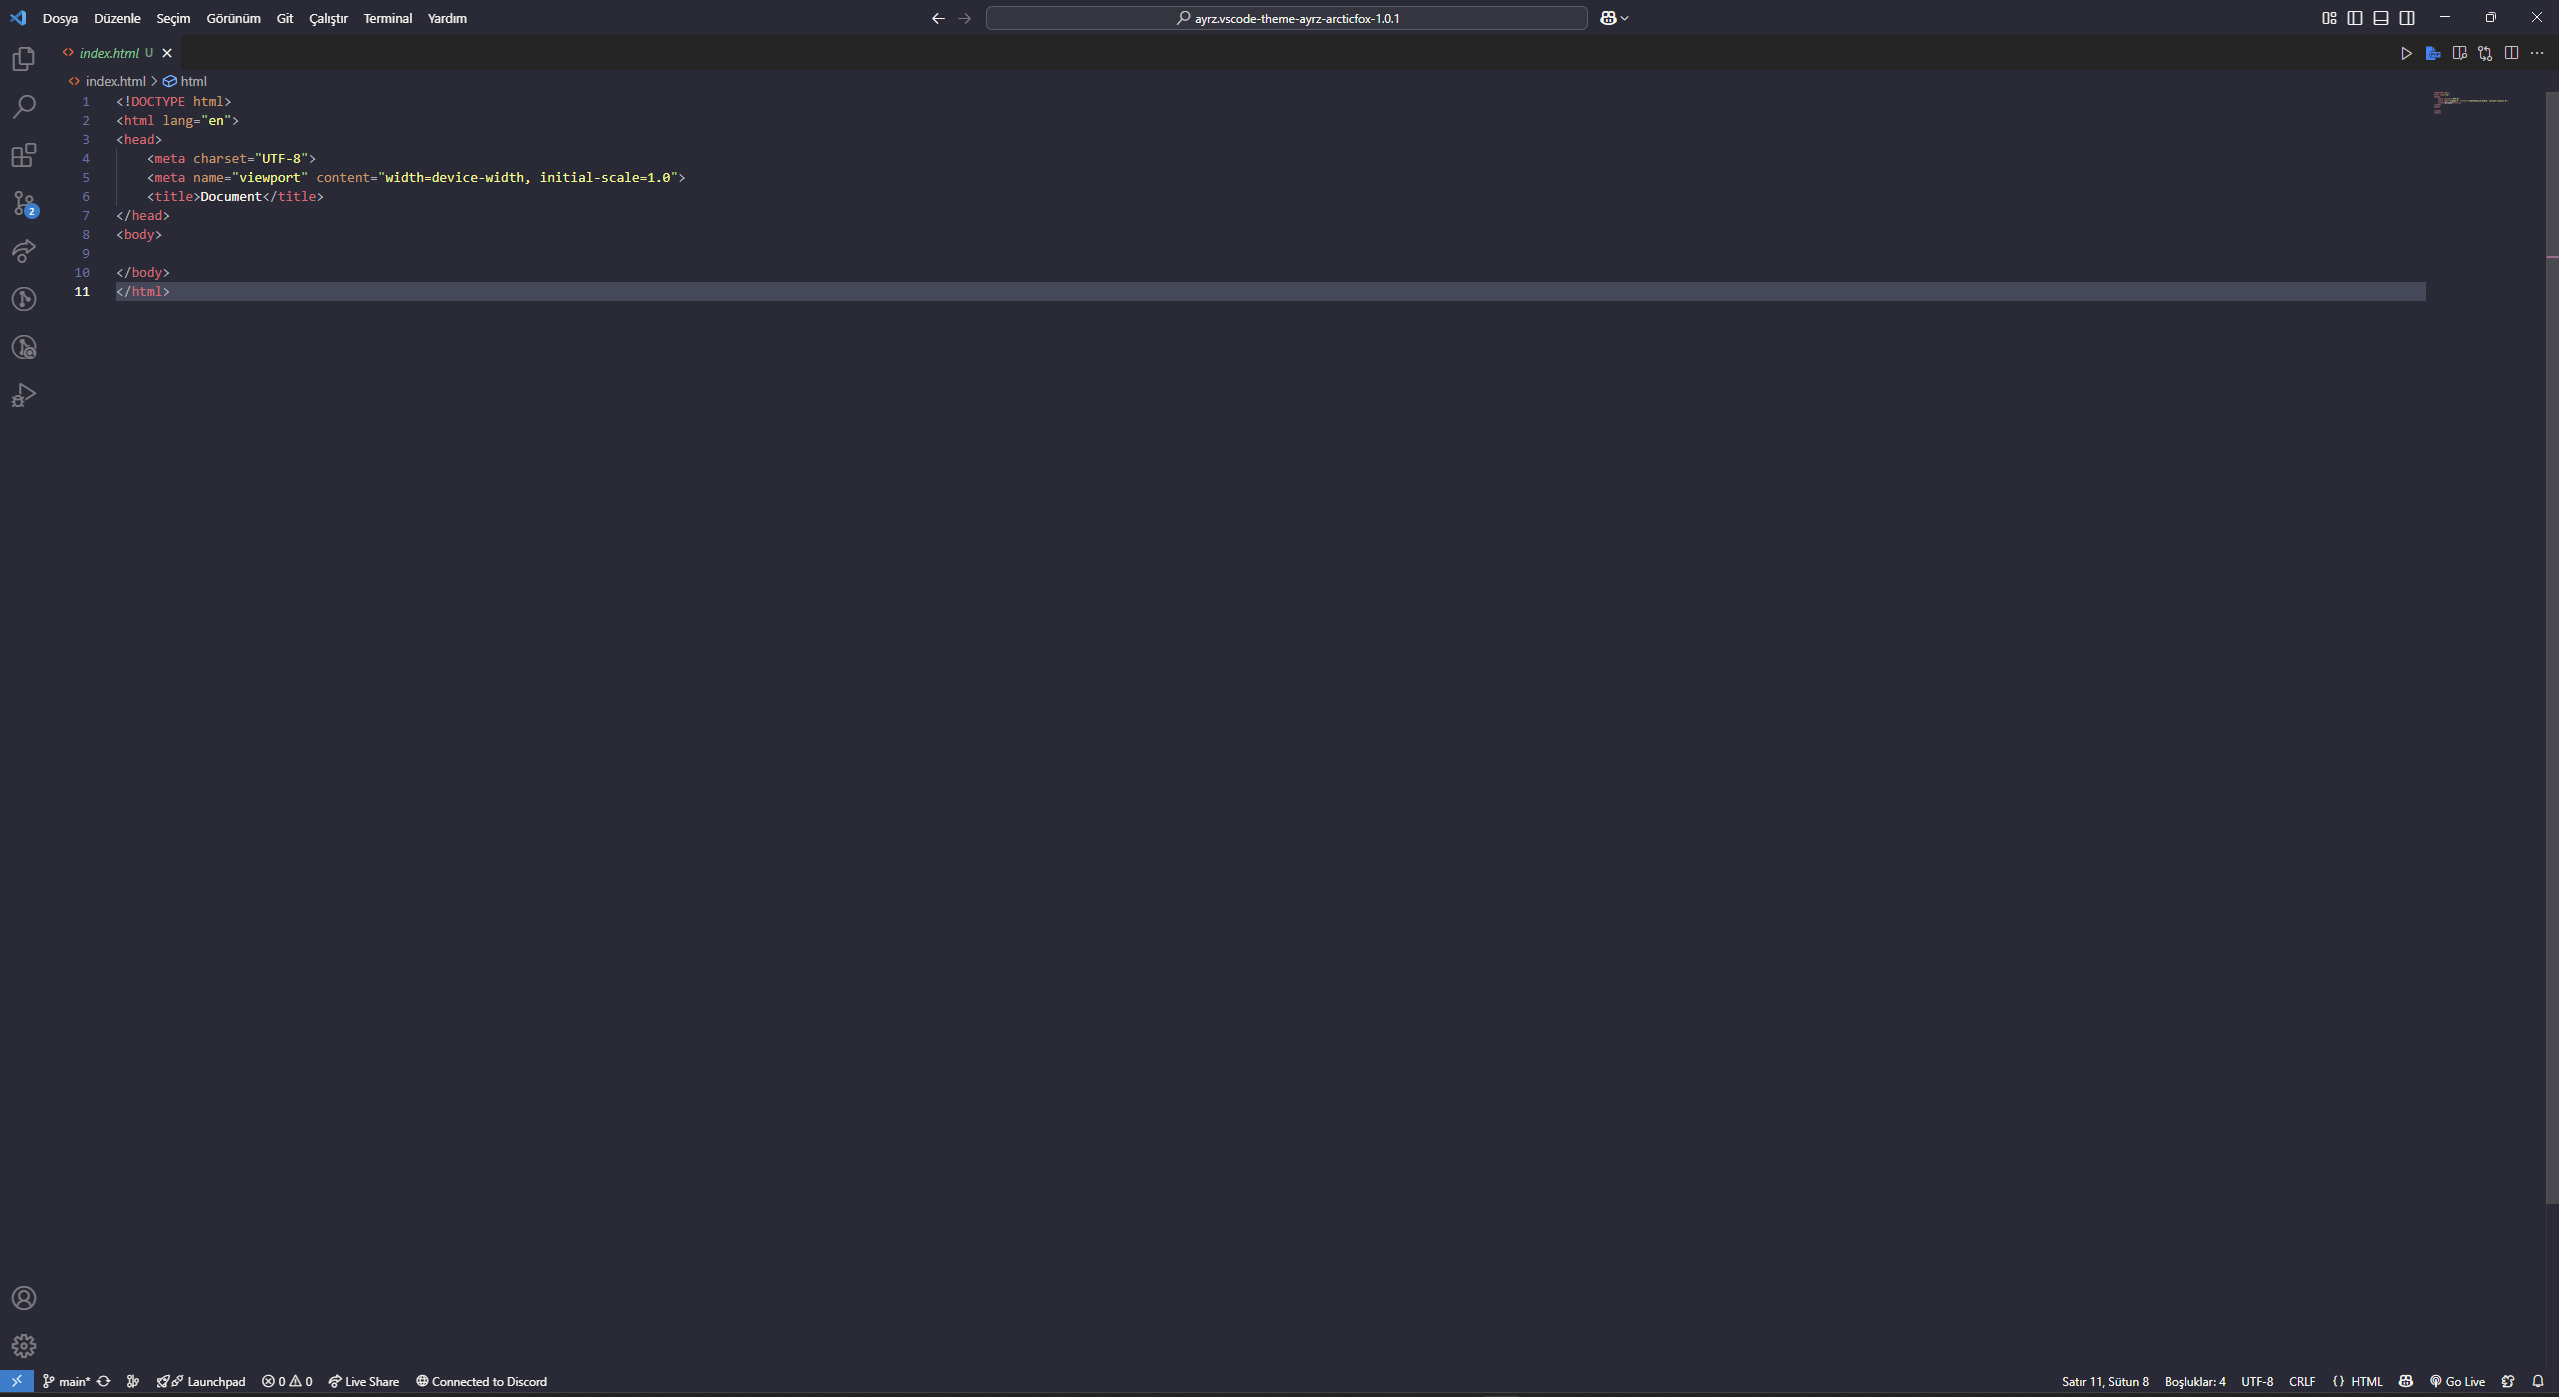 Dosya Düzenle Seçim Görünüm Git Çalıştır Terminal Yardım
ayrz.vscode-theme-ayrz-arcticfox-1.0.1
index.html U
index.html > html
1 <!DOCTYPE html>
2 <html lang="en">
3 <head>
4 <meta charset="UTF-8">
5 <meta name="viewport" content="width=device-width, initial-scale=1.0">
6 <title>Document</title>
7 </head>
8 <body>
9
10 </body>
11 </html>
2
main* Launchpad 0 0 Live Share Connected to Discord
Satır 11, Sütun 8 Boşluklar: 4 UTF-8 CRLF {} HTML Go Live